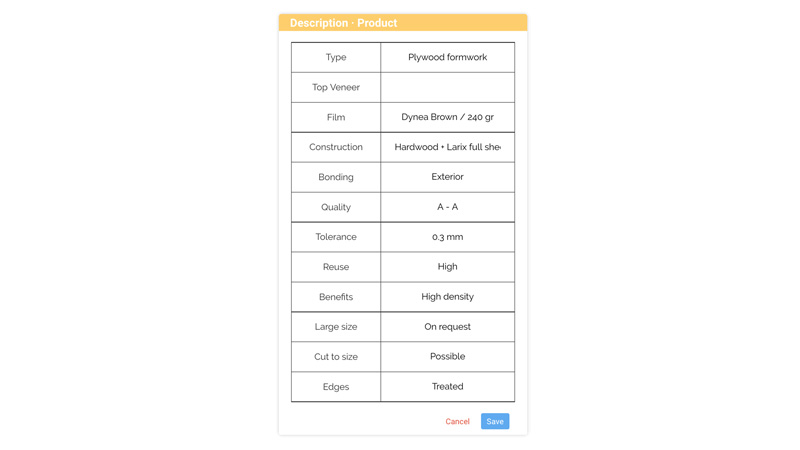 Description · Product
Type Plywood formwork
Top Veneer
Film Dynea Brown / 240 gr
Construction Hardwood + Larix full
Bonding Exterior
Quality A - A
Tolerance 0.3 mm
Reuse High
Benefits High density
Large size On request
Cut to size Possible
Edges Treated
Cancel Save